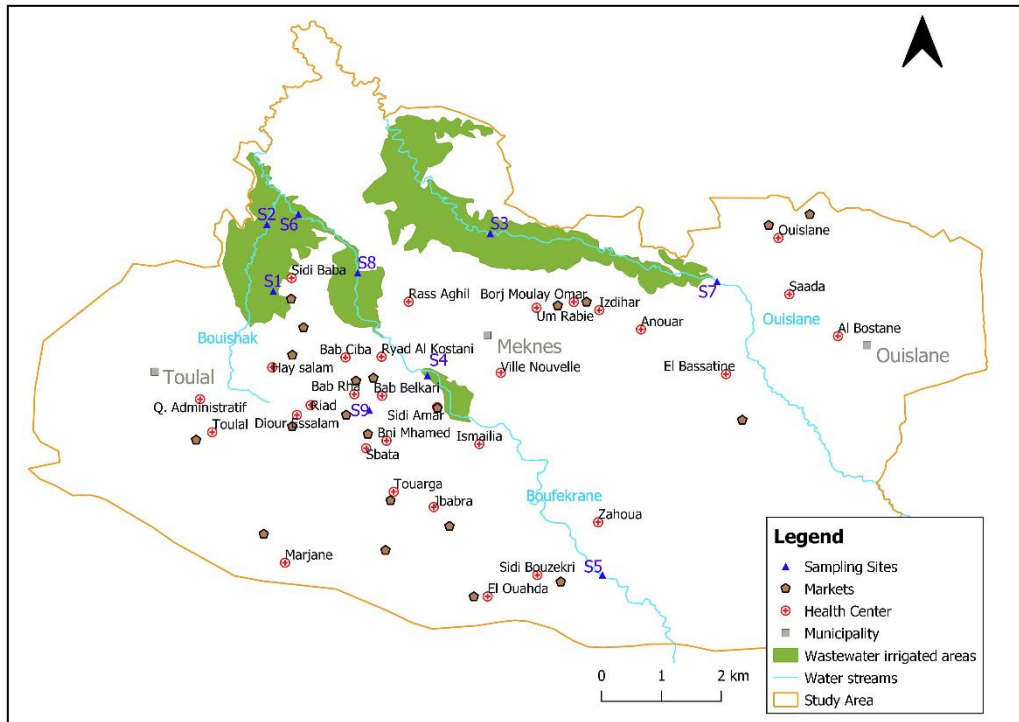 S2
S6
S3
Ouislane
S8
Sidi Baba
S1
S7
Saada
Rass Aghil
Borj Moulay Omar
Um Rabie
Izdihar
Anouar
Ouislane
Bouishak
Al Bostane
Meknes
Ouislane
Bab Ciba
Ryad Al Kostani
Toulal
Hay salam
S4
Ville Nouvelle
El Bassatine
Bab Rha
Bab Belkari
Q. Administratif
Riad
S9
Sidi Amar
Diour Essalam
Toulal
Bni Mhamed
Ismailia
Sbata
Touarga
Jbabra
Boufekrane
Zahoua
Marjane
Sidi Bouzekri
S5
El Ouahda
Legend
Sampling Sites
Markets
Health Center
Municipality
Wastewater irrigated areas
Water streams
Study Area
0 1 2 km